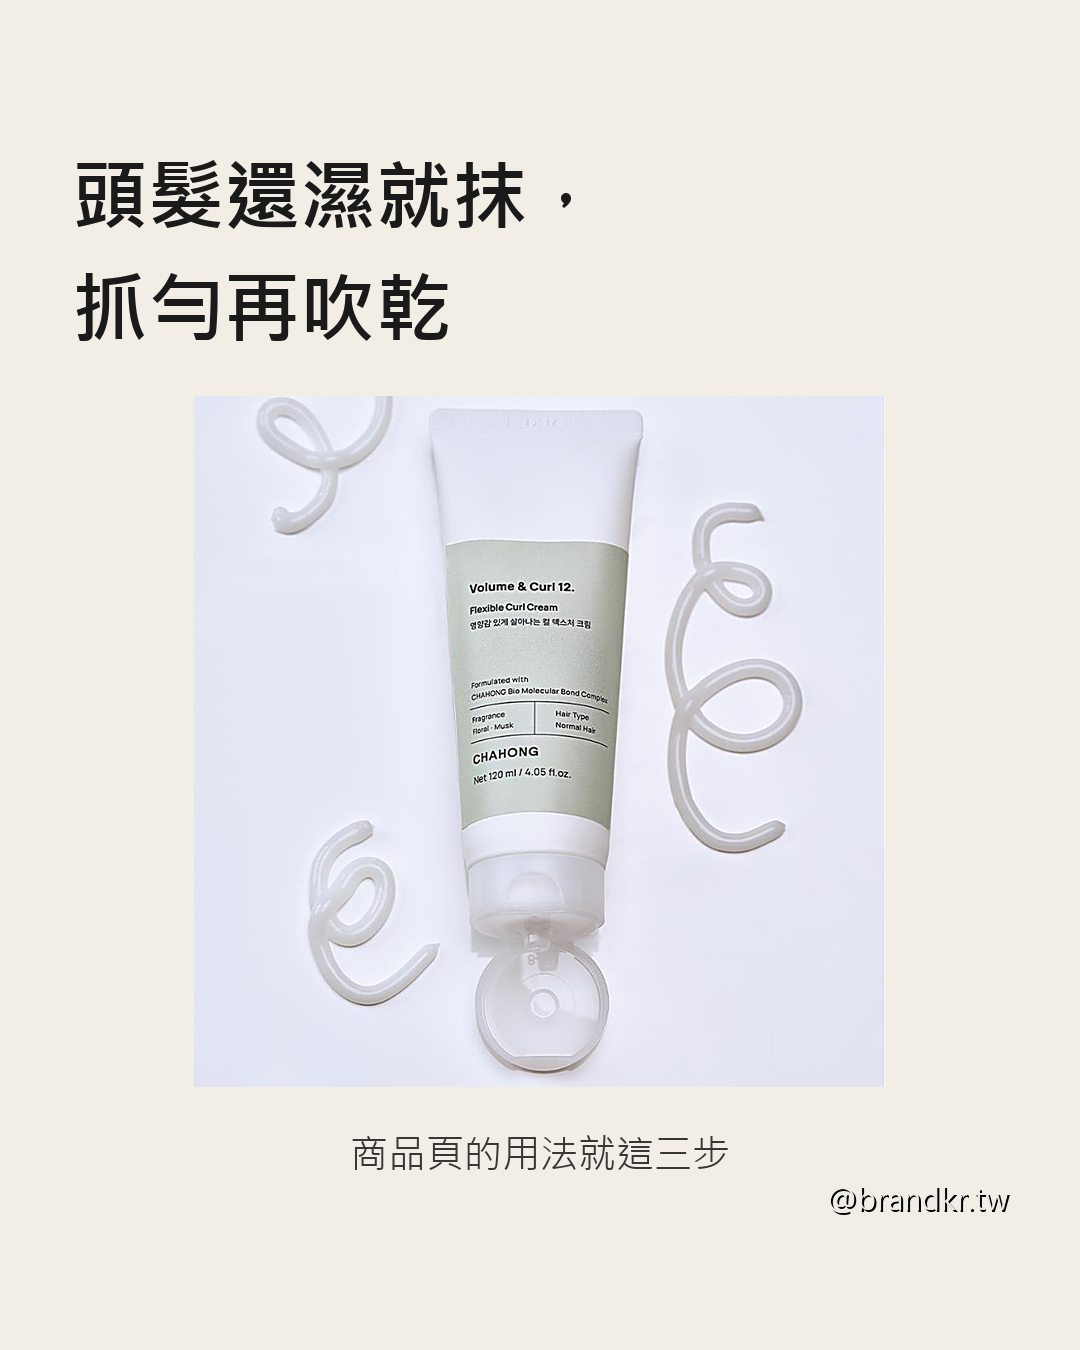 頭髮還濕就抹，
抓勻再吹乾
Volume & Curl 12.
Flexible Curl Cream
영양감 있게 살아나는 컬 텍스처 크림
Formulated with
CHAHONG Bio Molecular Bond Complex
Fragrance
Floral · Musk
Hair Type
Normal Hair
CHAHONG
Net 120 ml / 4.05 fl.oz.
商品頁的用法就這三步
@brandkr.tw